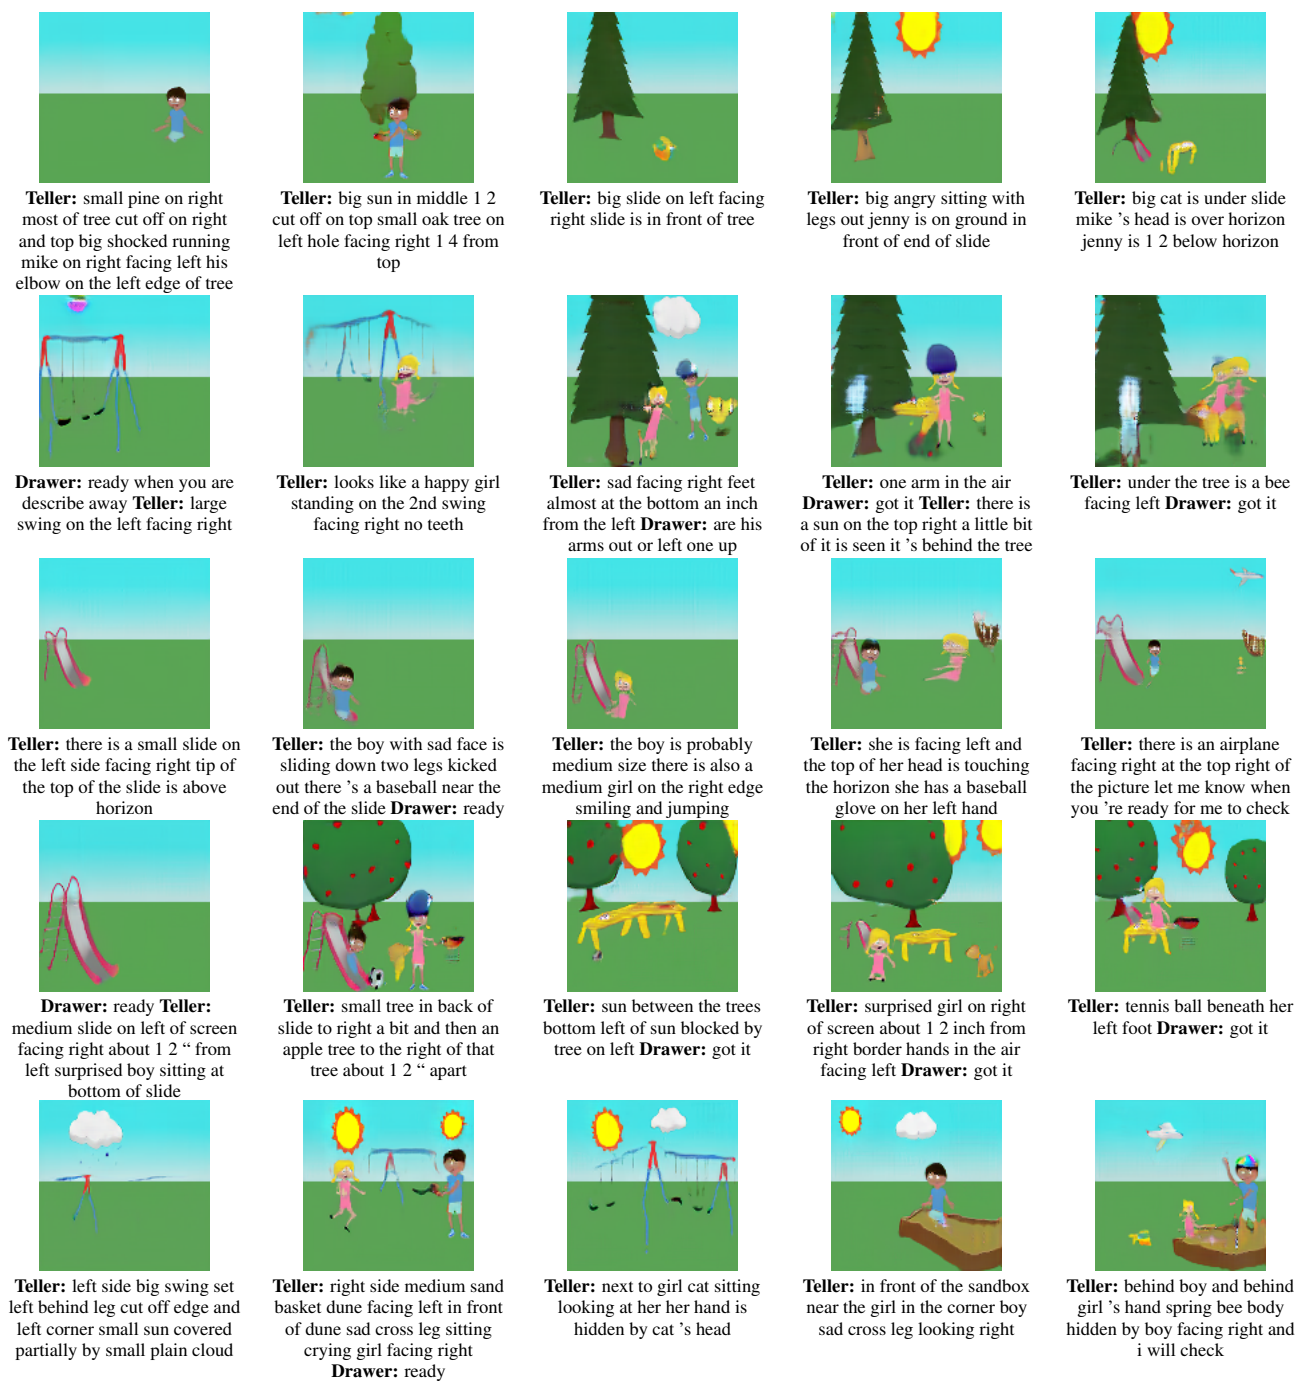 Teller: small pine on right
most of tree cut off on right
and top big shocked running
mike on right facing left his
elbow on the left edge of tree
Teller: big sun in middle 1 2
cut off on top small oak tree on
left hole facing right 1 4 from
top
Teller: big slide on left facing
right slide is in front of tree
Teller: big angry sitting with
legs out jenny is on ground in
front of end of slide
Teller: big cat is under slide
mike 's head is over horizon
jenny is 1 2 below horizon
Drawer: ready when you are
describe away Teller: large
swing on the left facing right
Teller: looks like a happy girl
standing on the 2nd swing
facing right no teeth
Teller: sad facing right feet
almost at the bottom an inch
from the left Drawer: are his
arms out or left one up
Teller: one arm in the air
Drawer: got it Teller: there is
a sun on the top right a little bit
of it is seen it 's behind the tree
Teller: under the tree is a bee
facing left Drawer: got it
Teller: there is a small slide on
the left side facing right tip of
the top of the slide is above
horizon
Teller: the boy with sad face is
sliding down two legs kicked
out there 's a baseball near the
end of the slide Drawer: ready
Teller: the boy is probably
medium size there is also a
medium girl on the right edge
smiling and jumping
Teller: she is facing left and
the top of her head is touching
the horizon she has a baseball
glove on her left hand
Teller: there is an airplane
facing right at the top right of
the picture let me know when
you 're ready for me to check
Drawer: ready Teller:
medium slide on left of screen
facing right about 1 2 “ from
left surprised boy sitting at
bottom of slide
Teller: small tree in back of
slide to right a bit and then an
apple tree to the right of that
tree about 1 2 “ apart
Teller: sun between the trees
bottom left of sun blocked by
tree on left Drawer: got it
Teller: surprised girl on right
of screen about 1 2 inch from
right border hands in the air
facing left Drawer: got it
Teller: tennis ball beneath her
left foot Drawer: got it
Teller: left side big swing set
left behind leg cut off edge and
left corner small sun covered
partially by small plain cloud
Teller: right side medium sand
basket dune facing left in front
of dune sad cross leg sitting
crying girl facing right
Drawer: ready
Teller: next to girl cat sitting
looking at her her hand is
hidden by cat 's head
Teller: in front of the sandbox
near the girl in the corner boy
sad cross leg looking right
Teller: behind boy and behind
girl 's hand spring bee body
hidden by boy facing right and
i will check